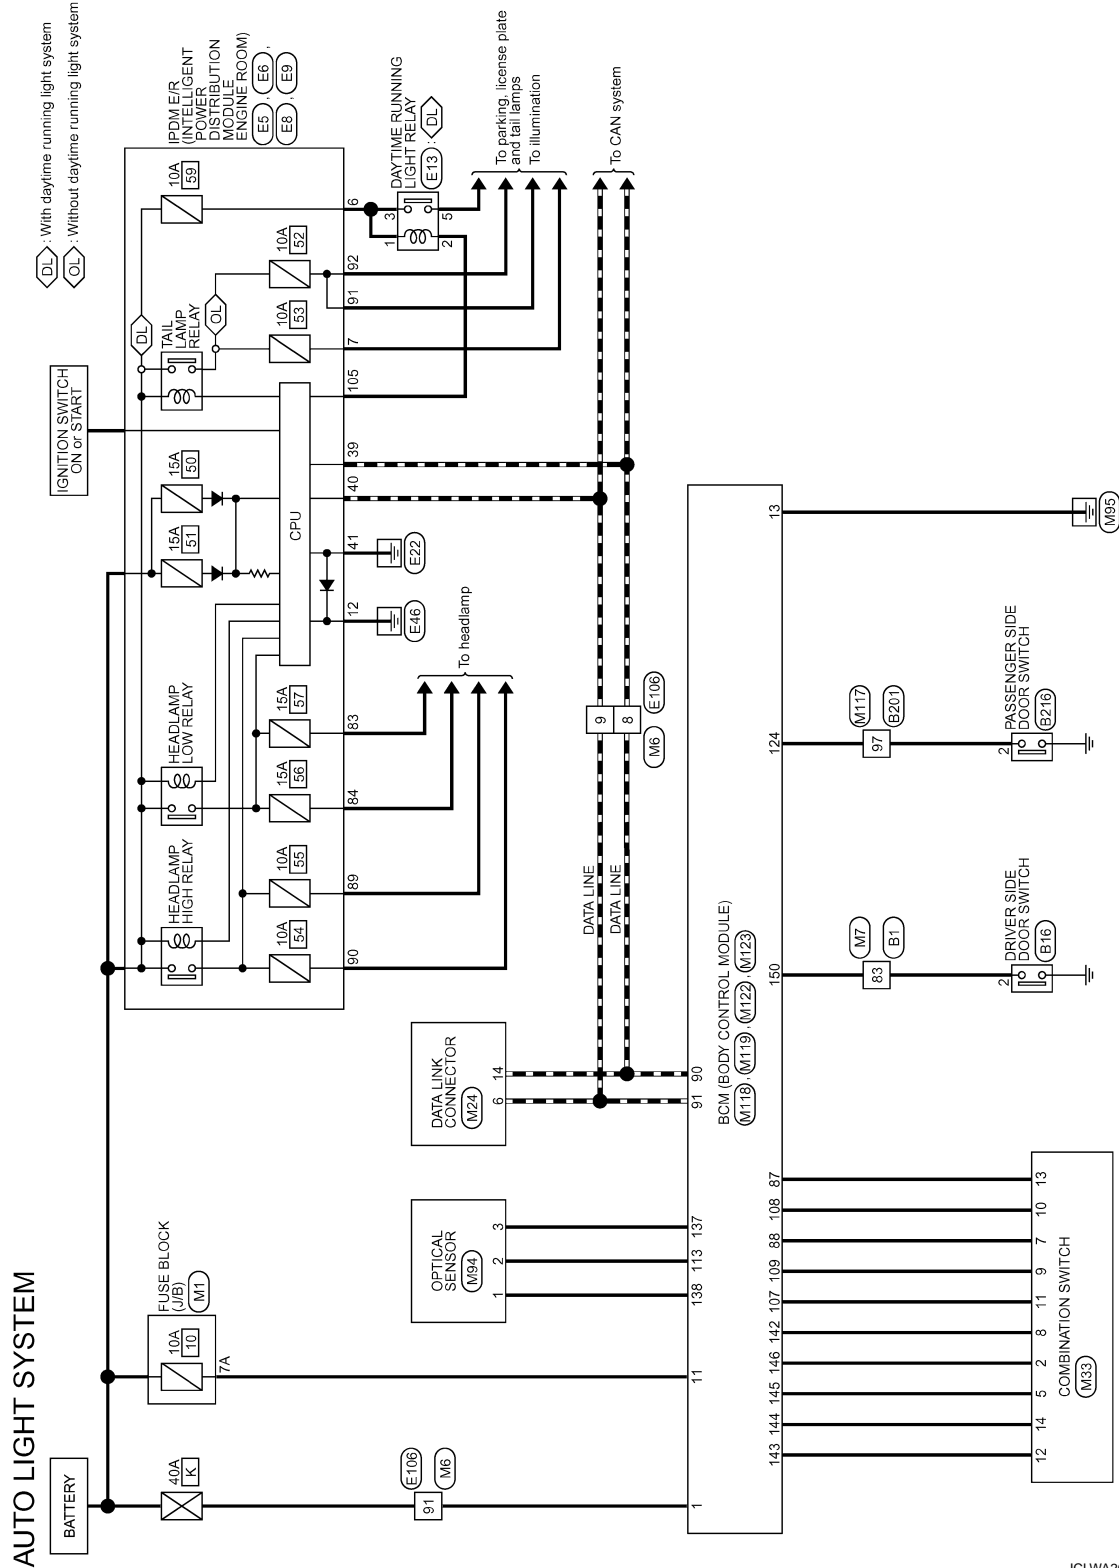 AUTO LIGHT SYSTEM
DL : With daytime running light system
OL : Without daytime running light system
BATTERY
IGNITION SWITCH
ON or START
40A
K
FUSE BLOCK
(J/B)
M1
10A
10
7A
E106
91
M6
HEADLAMP
HIGH RELAY
HEADLAMP
LOW RELAY
10A
54
10A
55
15A
56
15A
57
15A
51
15A
50
CPU
TAIL
LAMP
RELAY
DL
OL
10A
53
10A
52
10A
59
IPDM E/R
(INTELLIGENT
POWER
DISTRIBUTION
MODULE
ENGINE ROOM)
E5 , E6 ,
E8 , E9
90
89
84
83
12
41
40
39
105
7
91
92
6
E46
E22
To headlamp
1
3
2
5
DAYTIME RUNNING
LIGHT RELAY
E13 : DL
To parking, license plate
and tail lamps
To illumination
To CAN system
OPTICAL
SENSOR
M94
1
2
3
DATA LINK
CONNECTOR
M24
6
14
DATA LINE
DATA LINE
9
8
M6
E106
1
11
138
113
137
91
90
BCM (BODY CONTROL MODULE)
M118 , M119 , M122 , M123
143
144
145
146
142
107
109
88
108
87
150
124
13
12
14
5
2
8
11
9
7
10
13
COMBINATION SWITCH
M33
83
M7
B1
2
DRIVER SIDE
DOOR SWITCH
B16
97
M117
B201
2
PASSENGER SIDE
DOOR SWITCH
B216
M95